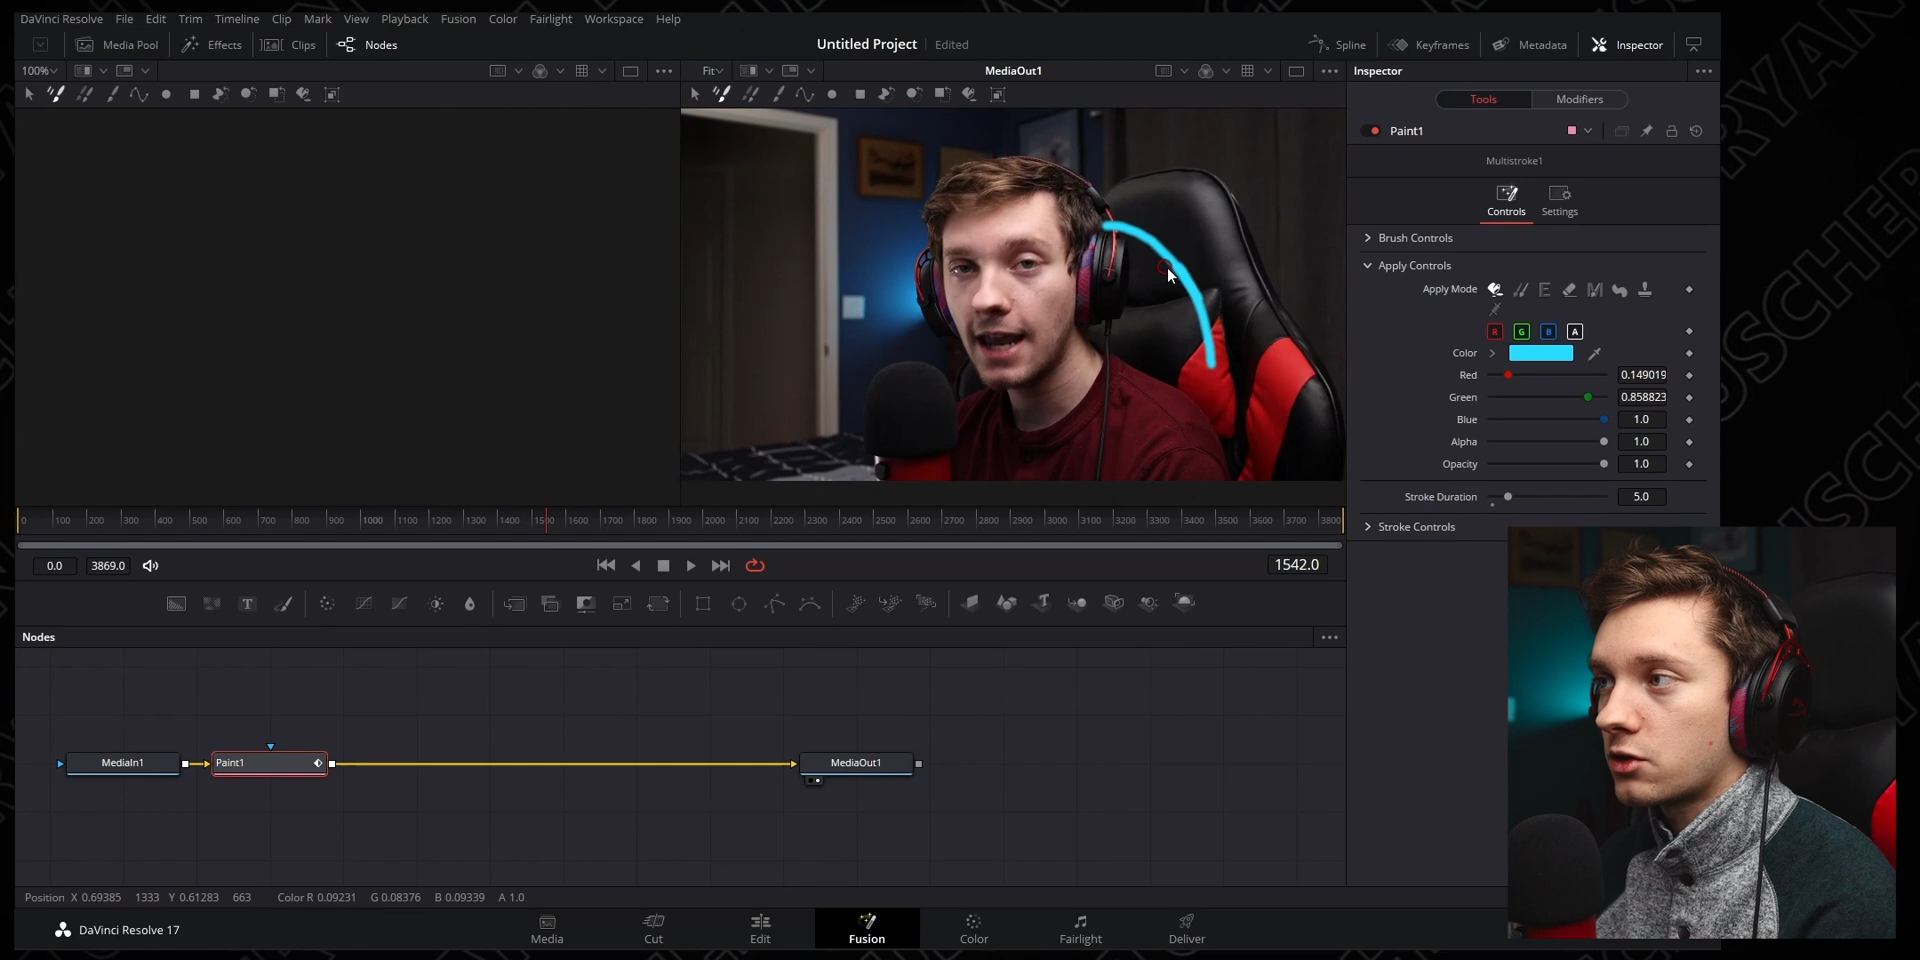 DaVinci Resolve File Edit Trim Timeline Clip Mark View Playback Fusion Color Fairlight Workspace Help
Media Pool Effects Clips Nodes Untitled Project Edited Spline Keyframes Metadata Inspector
100% Fit MediaOut1 Inspector
Tools Modifiers
Paint1
Multistroke1
Controls Settings
Brush Controls
Apply Controls
Apply Mode
R G B A
Color
Red 0.149019
Green 0.858823
Blue 1.0
Alpha 1.0
Opacity 1.0
Stroke Duration 5.0
Stroke Controls
0 100 200 300 400 500 600 700 800 900 1000 1100 1200 1300 1400 1500 1600 1700 1800 1900 2000 2100 2200 2300 2400 2500 2600 2700 2800 2900 3000 3100 3200 3300 3400 3500 3600 3700 3800
0.0 3869.0 1542.0
Nodes
MediaIn1 Paint1 MediaOut1
Position X 0.69385 1333 Y 0.61283 663 Color R 0.09231 G 0.08376 B 0.09339 A 1.0
DaVinci Resolve 17 Media Cut Edit Fusion Color Fairlight Deliver